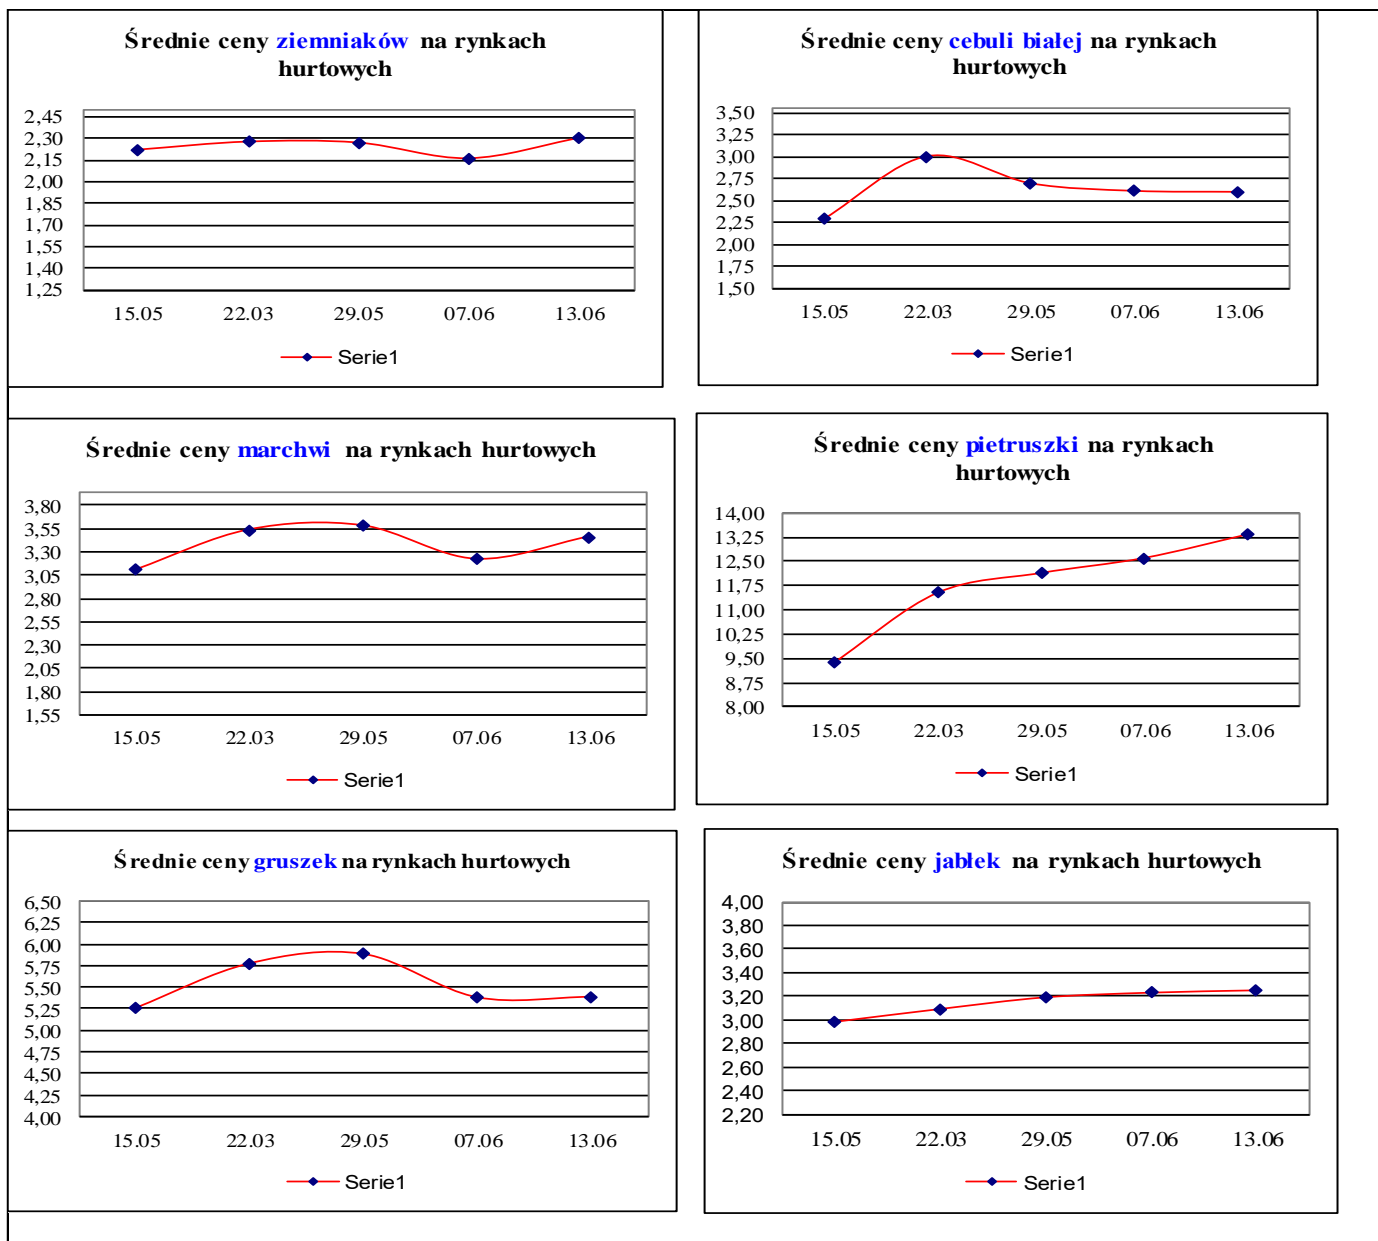 Średnie ceny ziemniaków na rynkach
hurtowych
2,45
2,30
2,15
2,00
1,85
1,70
1,55
1,40
1,25
15.05 22.03 29.05 07.06 13.06
Serie1
Średnie ceny cebuli białej na rynkach
hurtowych
3,50
3,25
3,00
2,75
2,50
2,25
2,00
1,75
1,50
15.05 22.03 29.05 07.06 13.06
Serie1
Średnie ceny marchwi na rynkach hurtowych
3,80
3,55
3,30
3,05
2,80
2,55
2,30
2,05
1,80
1,55
15.05 22.03 29.05 07.06 13.06
Serie1
Średnie ceny pietruszki na rynkach
hurtowych
14,00
13,25
12,50
11,75
11,00
10,25
9,50
8,75
8,00
15.05 22.03 29.05 07.06 13.06
Serie1
Średnie ceny gruszek na rynkach hurtowych
6,50
6,25
6,00
5,75
5,50
5,25
5,00
4,75
4,50
4,25
4,00
15.05 22.03 29.05 07.06 13.06
Serie1
Średnie ceny jabłek na rynkach hurtowych
4,00
3,80
3,60
3,40
3,20
3,00
2,80
2,60
2,40
2,20
15.05 22.03 29.05 07.06 13.06
Serie1